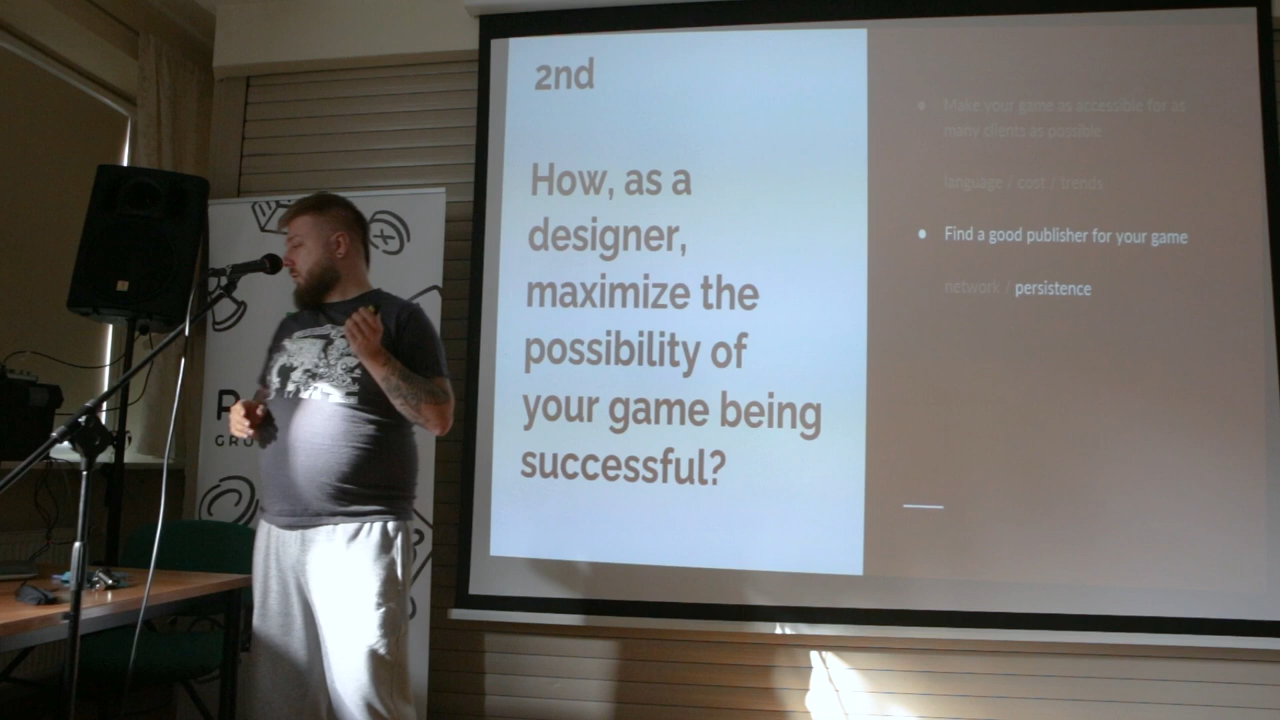 2nd
How, as a
designer,
maximize the
possibility of
your game being
successful?
Make your game as accessible for as
many clients as possible
language / cost / trends
Find a good publisher for your game
network / persistence